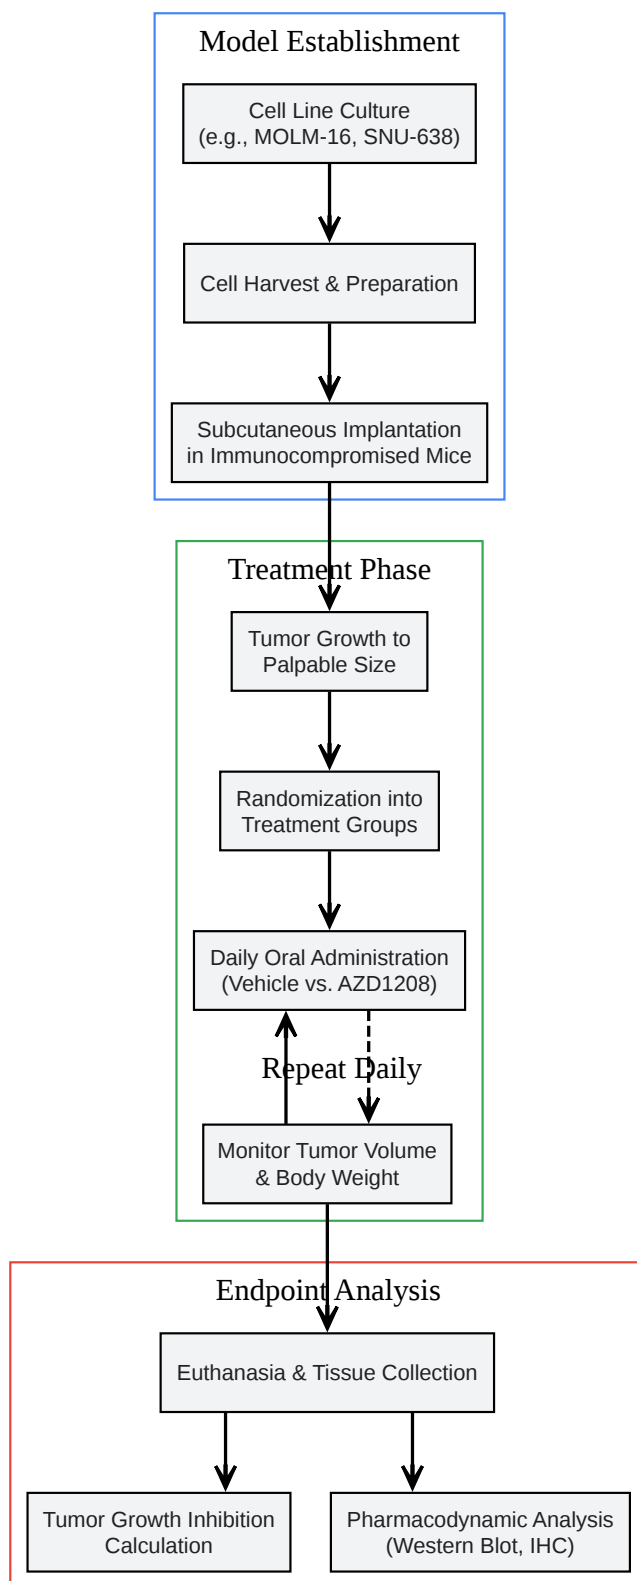 Model Establishment
Cell Line Culture
(e.g., MOLM-16, SNU-638)
Cell Harvest & Preparation
Subcutaneous Implantation
in Immunocompromised Mice
Treatment Phase
Tumor Growth to
Palpable Size
Randomization into
Treatment Groups
Daily Oral Administration
(Vehicle vs. AZD1208)
Repeat Daily
Monitor Tumor Volume
& Body Weight
Endpoint Analysis
Euthanasia & Tissue Collection
Tumor Growth Inhibition
Calculation
Pharmacodynamic Analysis
(Western Blot, IHC)